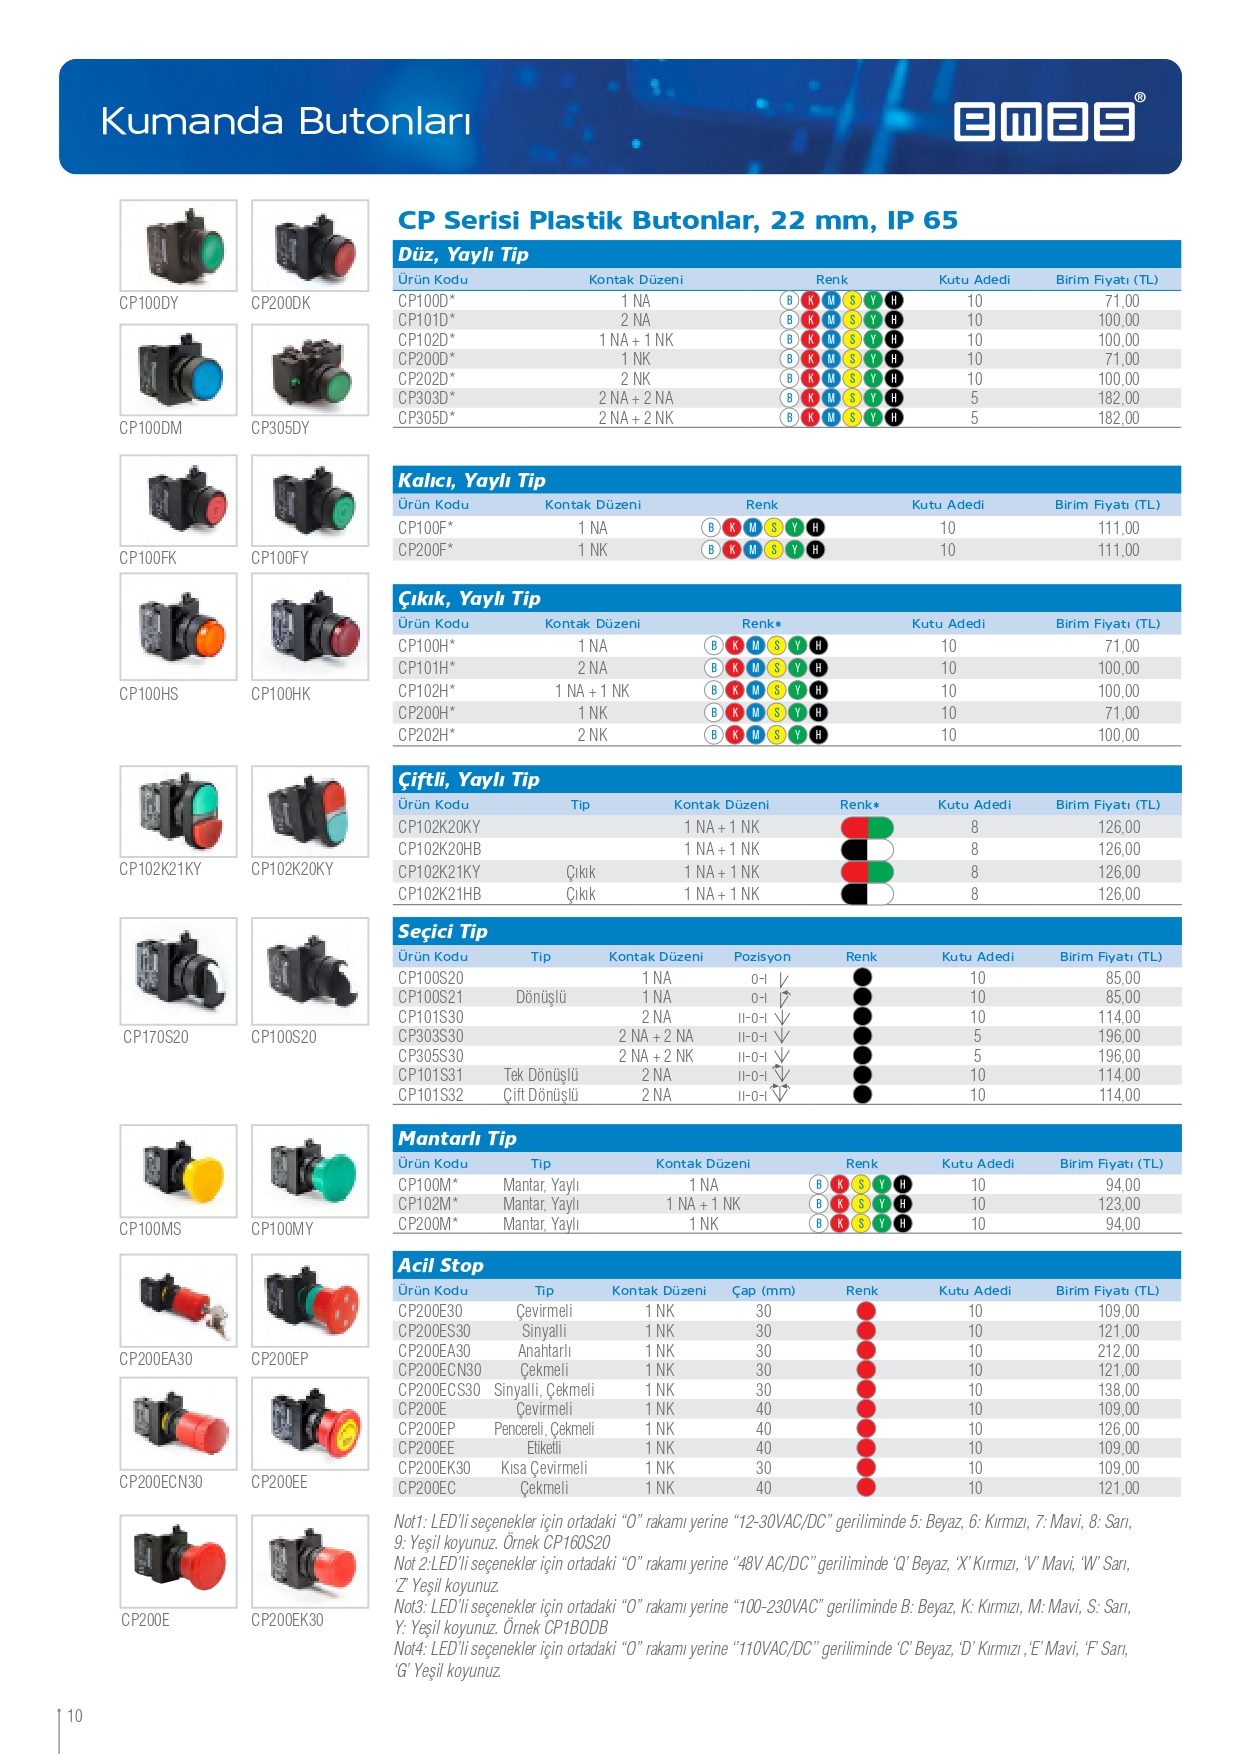 Kumanda Butonları
emas®
CP100DY
CP200DK
CP100DM
CP305DY
CP100FK
CP100FY
CP100HS
CP100HK
CP102K21KY
CP102K20KY
CP170S20
CP100S20
CP100MS
CP100MY
CP200EA30
CP200EP
CP200ECN30
CP200EE
CP200E
CP200EK30
CP Serisi Plastik Butonlar, 22 mm, IP 65
Düz, Yaylı Tip
Ürün Kodu Kontak Düzeni Renk Kutu Adedi Birim Fiyatı (TL)
CP100D* 1 NA B K M S Y H 10 71,00
CP101D* 2 NA B K M S Y H 10 100,00
CP102D* 1 NA + 1 NK B K M S Y H 10 100,00
CP200D* 1 NK B K M S Y H 10 71,00
CP202D* 2 NK B K M S Y H 10 100,00
CP303D* 2 NA + 2 NA B K M S Y H 5 182,00
CP305D* 2 NA + 2 NK B K M S Y H 5 182,00
Kalıcı, Yaylı Tip
Ürün Kodu Kontak Düzeni Renk Kutu Adedi Birim Fiyatı (TL)
CP100F* 1 NA B K M S Y H 10 111,00
CP200F* 1 NK B K M S Y H 10 111,00
Çıkık, Yaylı Tip
Ürün Kodu Kontak Düzeni Renk* Kutu Adedi Birim Fiyatı (TL)
CP100H* 1 NA B K M S Y H 10 71,00
CP101H* 2 NA B K M S Y H 10 100,00
CP102H* 1 NA + 1 NK B K M S Y H 10 100,00
CP200H* 1 NK B K M S Y H 10 71,00
CP202H* 2 NK B K M S Y H 10 100,00
Çiftli, Yaylı Tip
Ürün Kodu Tip Kontak Düzeni Renk* Kutu Adedi Birim Fiyatı (TL)
CP102K20KY 1 NA + 1 NK 8 126,00
CP102K20HB 1 NA + 1 NK 8 126,00
CP102K21KY Çıkık 1 NA + 1 NK 8 126,00
CP102K21HB Çıkık 1 NA + 1 NK 8 126,00
Seçici Tip
Ürün Kodu Tip Kontak Düzeni Pozisyon Renk Kutu Adedi Birim Fiyatı (TL)
CP100S20 1 NA O-I 10 85,00
CP100S21 Dönüşlü 1 NA O-I 10 85,00
CP101S30 2 NA II-O-I 10 114,00
CP303S30 2 NA + 2 NA II-O-I 5 196,00
CP305S30 2 NA + 2 NK II-O-I 5 196,00
CP101S31 Tek Dönüşlü 2 NA II-O-I 10 114,00
CP101S32 Çift Dönüşlü 2 NA II-O-I 10 114,00
Mantarlı Tip
Ürün Kodu Tip Kontak Düzeni Renk Kutu Adedi Birim Fiyatı (TL)
CP100M* Mantar, Yaylı 1 NA B K S Y H 10 94,00
CP102M* Mantar, Yaylı 1 NA + 1 NK B K S Y H 10 123,00
CP200M* Mantar, Yaylı 1 NK B K S Y H 10 94,00
Acil Stop
Ürün Kodu Tip Kontak Düzeni Çap (mm) Renk Kutu Adedi Birim Fiyatı (TL)
CP200E30 Çevirmeli 1 NK 30 10 109,00
CP200ES30 Sinyalli 1 NK 30 10 121,00
CP200EA30 Anahtarlı 1 NK 30 10 212,00
CP200ECN30 Çekmeli 1 NK 30 10 121,00
CP200ECS30 Sinyalli, Çekmeli 1 NK 30 10 138,00
CP200E Çevirmeli 1 NK 40 10 109,00
CP200EP Pencereli, Çekmeli 1 NK 40 10 126,00
CP200EE Etiketli 1 NK 40 10 109,00
CP200EK30 Kısa Çevirmeli 1 NK 30 10 109,00
CP200EC Çekmeli 1 NK 40 10 121,00
Not1: LED’li seçenekler için ortadaki “O” rakamı yerine “12-30VAC/DC” geriliminde 5: Beyaz, 6: Kırmızı, 7: Mavi, 8: Sarı,
9: Yeşil koyunuz. Örnek CP160S20
Not 2:LED’li seçenekler için ortadaki “O” rakamı yerine ‘’48V AC/DC’’ geriliminde ‘Q’ Beyaz, ‘X’ Kırmızı, ‘V’ Mavi, ‘W’ Sarı,
‘Z’ Yeşil koyunuz.
Not3: LED’li seçenekler için ortadaki “O” rakamı yerine “100-230VAC” geriliminde B: Beyaz, K: Kırmızı, M: Mavi, S: Sarı,
Y: Yeşil koyunuz. Örnek CP1BODB
Not4: LED’li seçenekler için ortadaki “O” rakamı yerine ‘’110VAC/DC’’ geriliminde ‘C’ Beyaz, ‘D’ Kırmızı ,‘E’ Mavi, ‘F’ Sarı,
‘G’ Yeşil koyunuz.
10